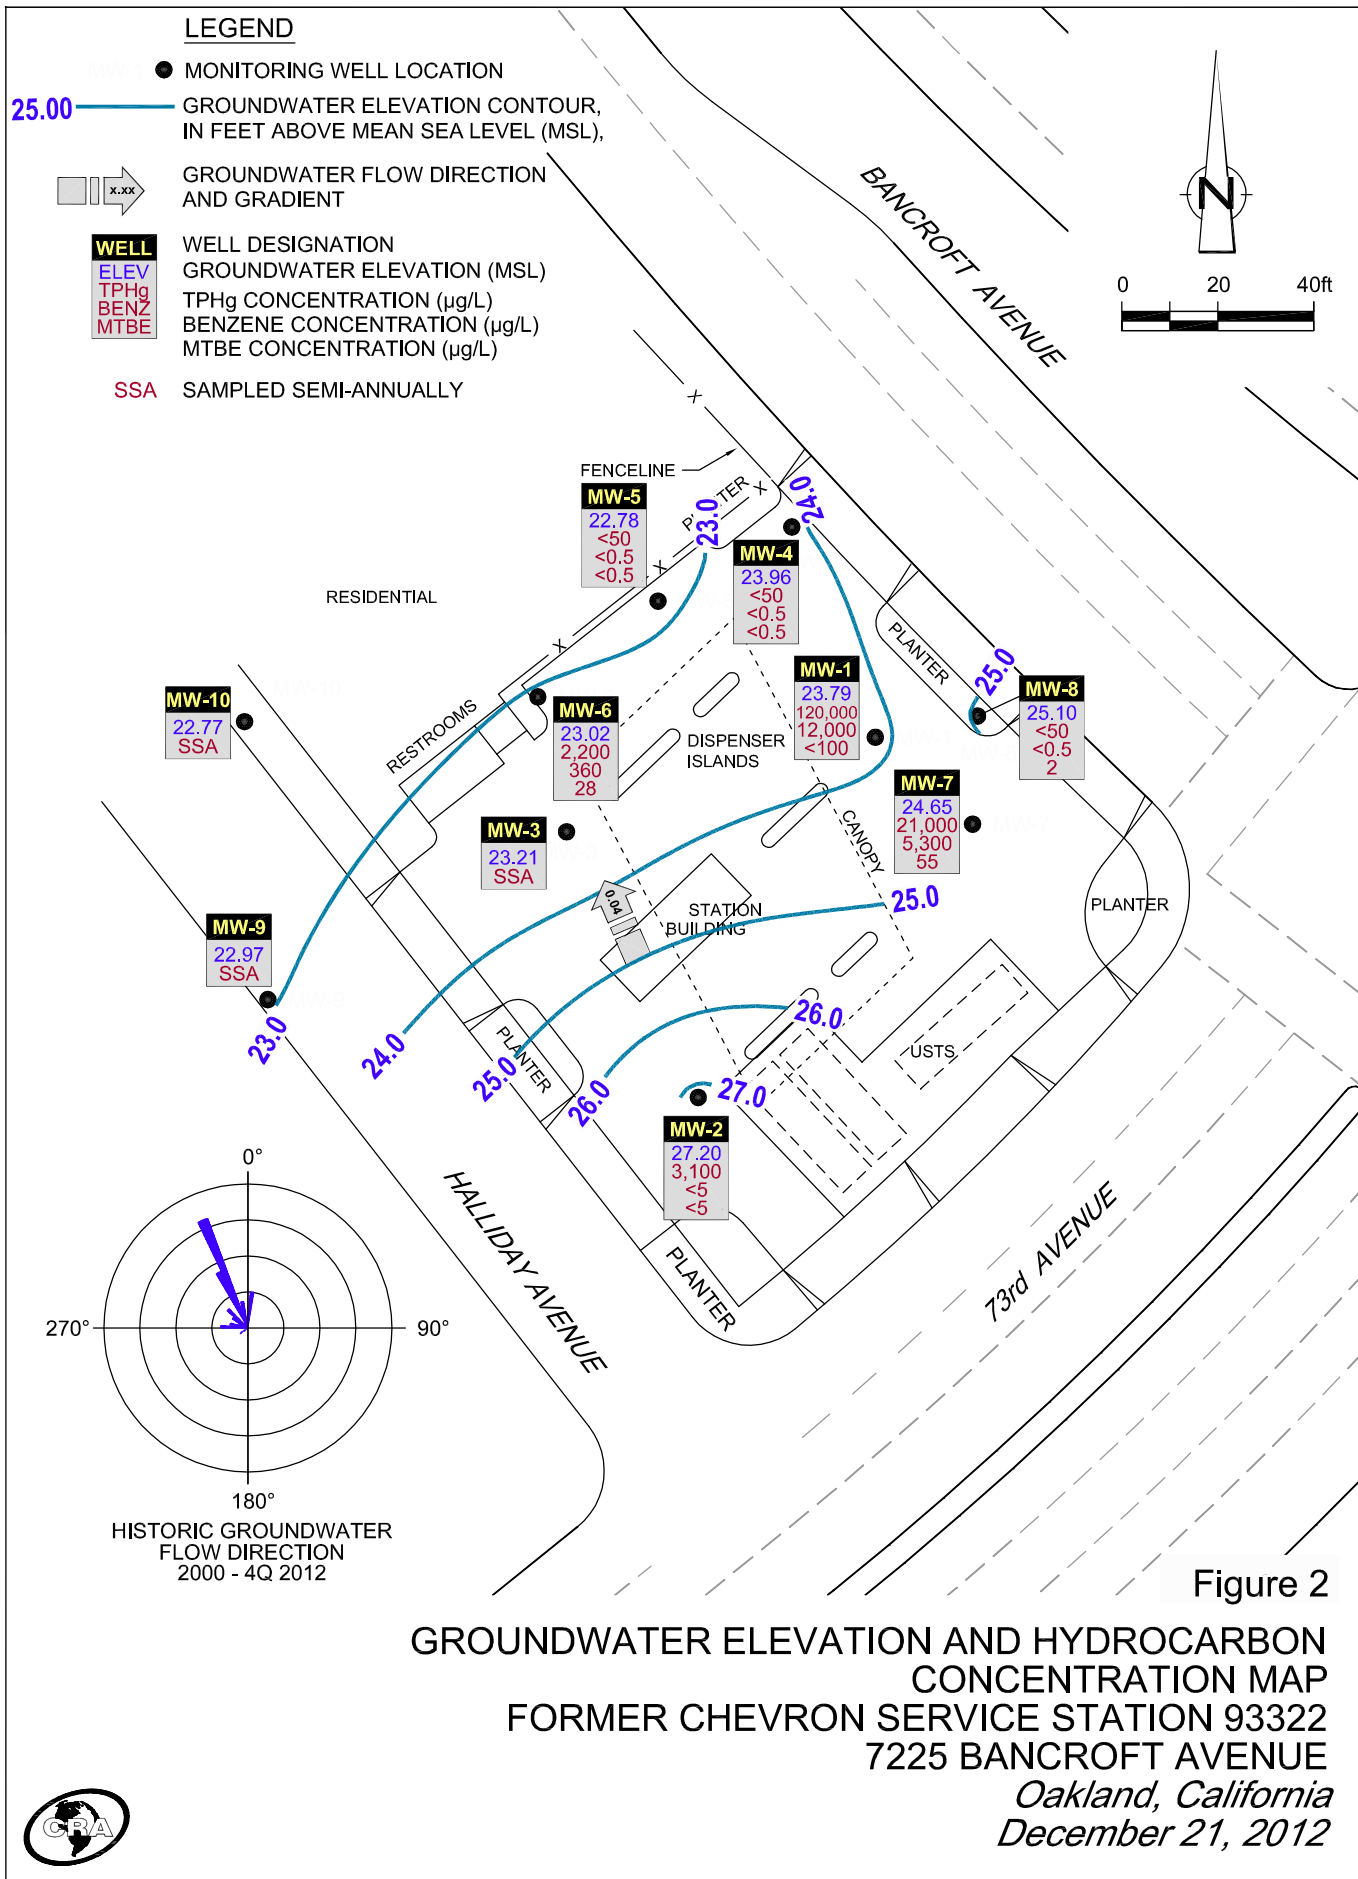 LEGEND
MONITORING WELL LOCATION
25.00
GROUNDWATER ELEVATION CONTOUR,
IN FEET ABOVE MEAN SEA LEVEL (MSL),
x.xx
GROUNDWATER FLOW DIRECTION
AND GRADIENT
WELL
ELEV
TPHg
BENZ
MTBE
WELL DESIGNATION
GROUNDWATER ELEVATION (MSL)
TPHg CONCENTRATION (µg/L)
BENZENE CONCENTRATION (µg/L)
MTBE CONCENTRATION (µg/L)
SSA SAMPLED SEMI-ANNUALLY
BANCROFT AVENUE
N
0 20 40ft
X
FENCELINE
X
X
X
24.0
23.0
MW-5
22.78
<50
<0.5
<0.5
MW-4
23.96
<50
<0.5
<0.5
RESIDENTIAL
PLANTER
25.0
MW-1
23.79
120,000
12,000
<100
MW-8
25.10
<50
<0.5
2
MW-10
22.77
SSA
RESTROOMS
MW-6
23.02
2,200
360
28
DISPENSER
ISLANDS
MW-7
24.65
21,000
5,300
55
MW-3
23.21
SSA
CANOPY
25.0
PLANTER
0.04
STATION
BUILDING
MW-9
22.97
SSA
23.0
24.0
25.0
PLANTER
26.0
26.0
27.0
USTS
MW-2
27.20
3,100
<5
<5
PLANTER
HALLIDAY AVENUE
73rd AVENUE
0°
270°
90°
180°
HISTORIC GROUNDWATER
FLOW DIRECTION
2000 - 4Q 2012
Figure 2
GROUNDWATER ELEVATION AND HYDROCARBON
CONCENTRATION MAP
FORMER CHEVRON SERVICE STATION 93322
7225 BANCROFT AVENUE
Oakland, California
December 21, 2012
CRA